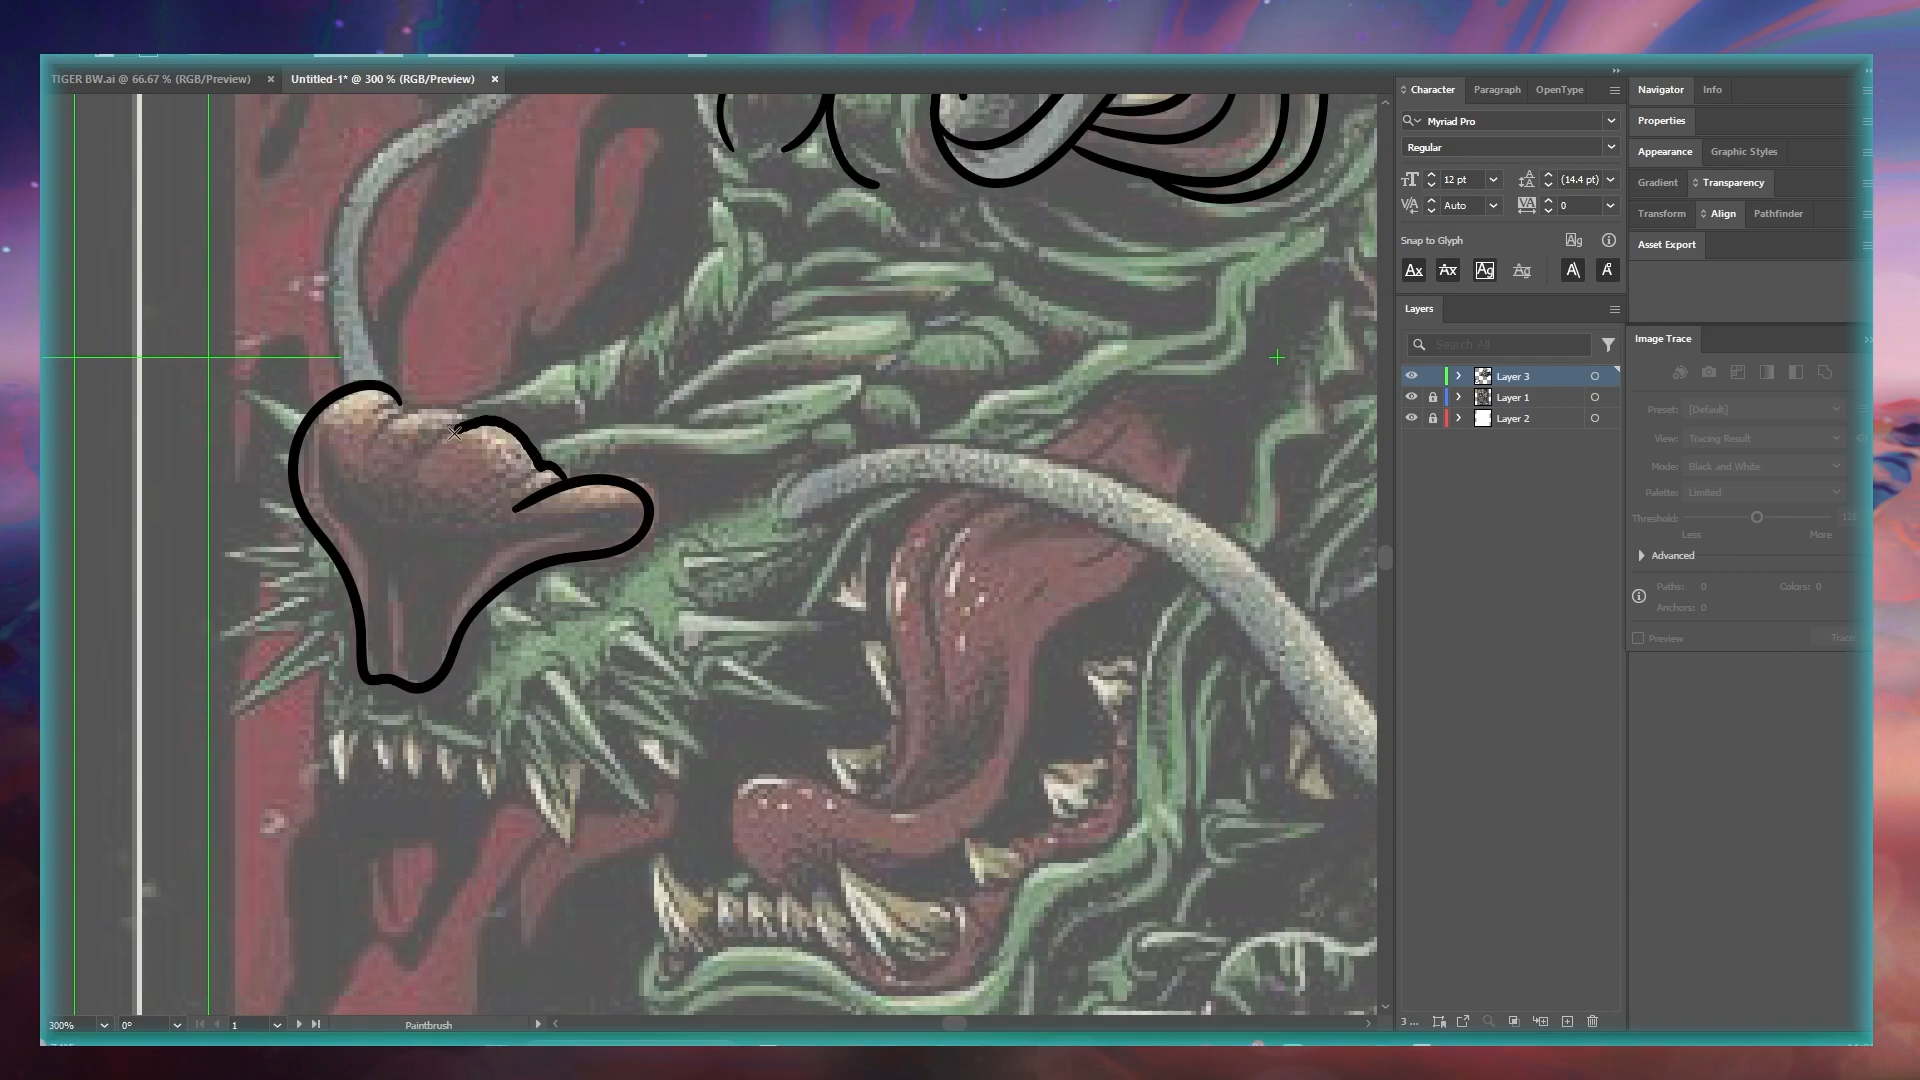 TIGER BW.ai @ 66.67 % (RGB/Preview) × Untitled-1* @ 300 % (RGB/Preview) ×
Character Paragraph OpenType
Myriad Pro
Regular
12 pt (14.4 pt)
Auto 0
Snap to Glyph
Layers
Search All
Layer 3
Layer 1
Layer 2
3 ...
Navigator Info
Properties
Appearance Graphic Styles
Gradient Transparency
Transform Align Pathfinder
Asset Export
Image Trace
Preset: [Default]
View: Tracing Result
Mode: Black and White
Palette: Limited
Threshold: 128
Less More
Advanced
Paths: 0 Colors: 0
Anchors: 0
Preview Trace
300% 0° 1 Paintbrush